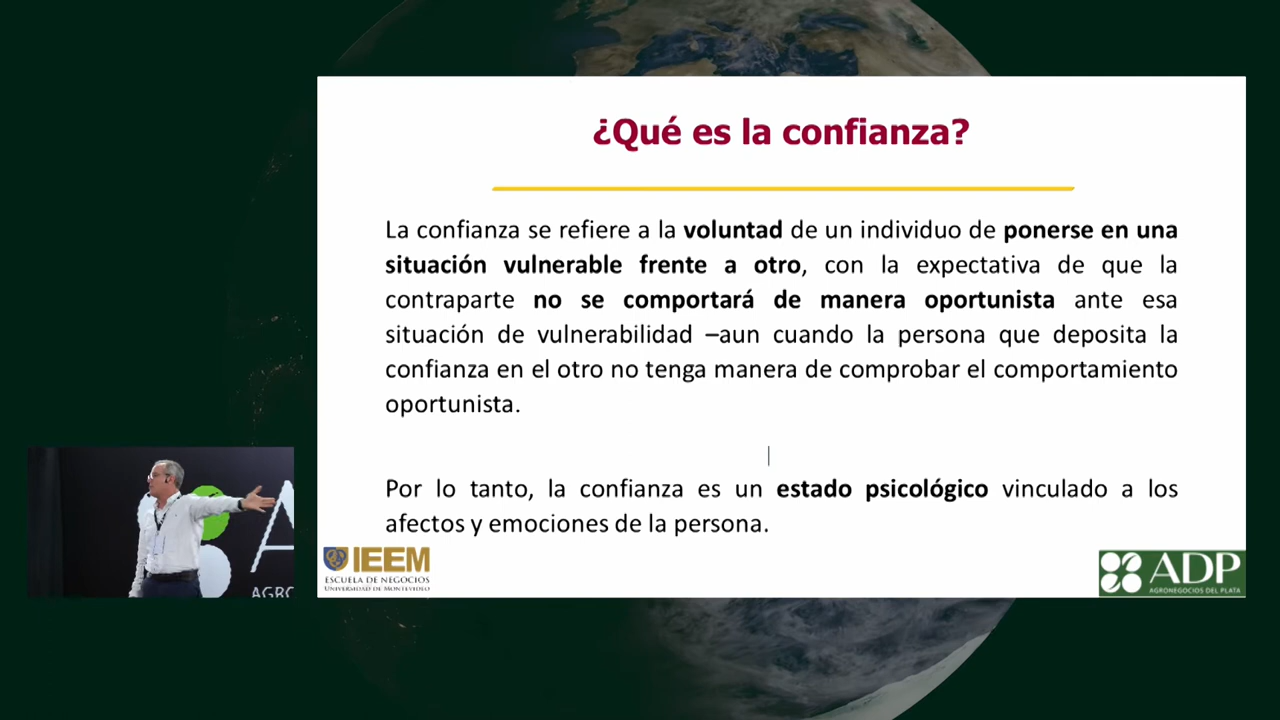 ¿Qué es la confianza?
La confianza se refiere a la voluntad de un individuo de ponerse en una
situación vulnerable frente a otro, con la expectativa de que la
contraparte no se comportará de manera oportunista ante esa
situación de vulnerabilidad –aun cuando la persona que deposita la
confianza en el otro no tenga manera de comprobar el comportamiento
oportunista.
Por lo tanto, la confianza es un estado psicológico vinculado a los
afectos y emociones de la persona.
IEEM
ESCUELA DE NEGOCIOS
UNIVERSIDAD DE MONTEVIDEO
ADP
AGRONEGOCIOS DEL PLATA
A
AGRO